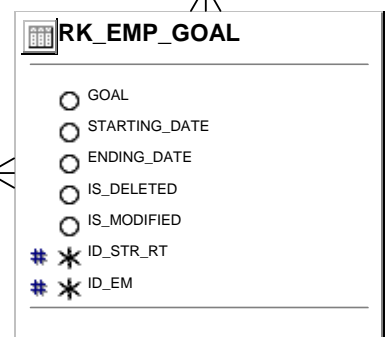 RK_EMP_GOAL
GOAL
STARTING_DATE
ENDING_DATE
IS_DELETED
IS_MODIFIED
# * ID_STR_RT
# * ID_EM